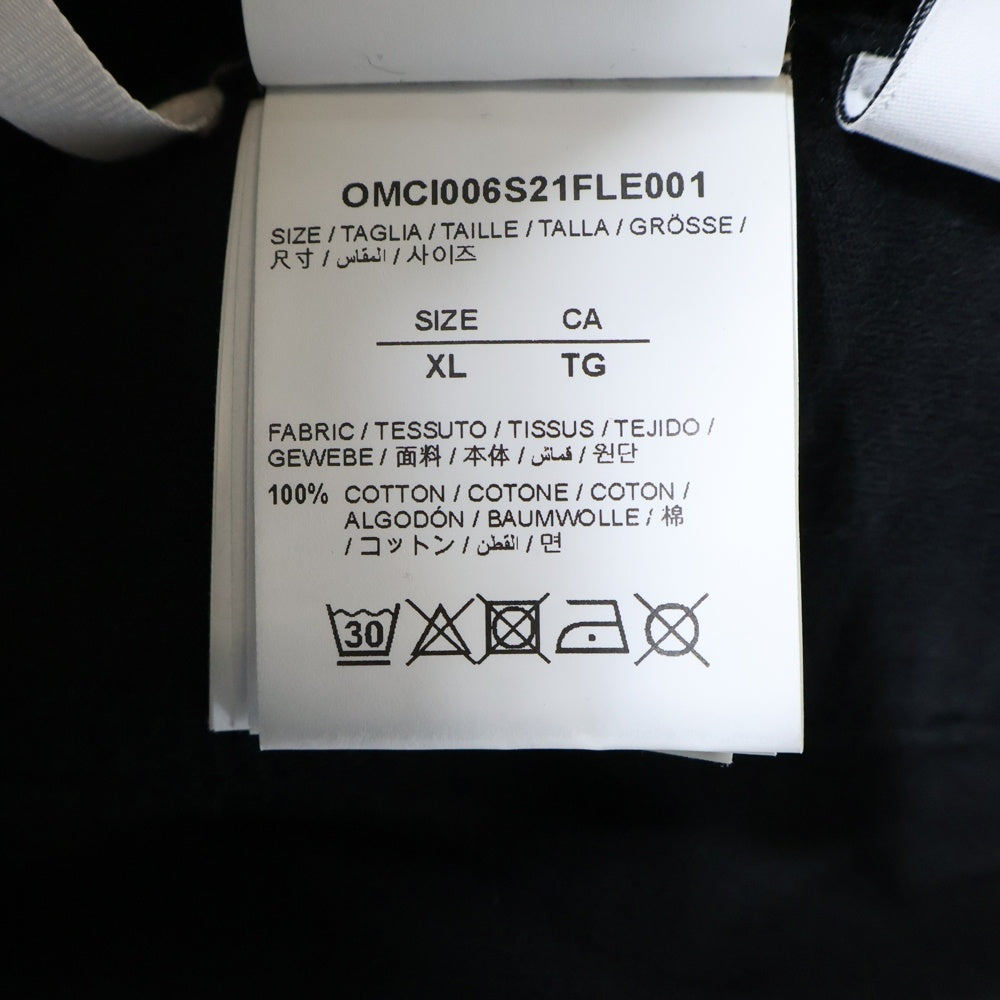 OMCI006S21FLE001
SIZE / TAGLIA / TAILLE / TALLA / GRÖSSE /
尺寸 / المقاس / 사이즈
SIZE CA
XL TG
FABRIC / TESSUTO / TISSUS / TEJIDO /
GEWEBE / 面料 / 本体 / قماش / 원단
100% COTTON / COTONE / COTON /
ALGODÓN / BAUMWOLLE / 棉
/ コットン / القطن / 면
30